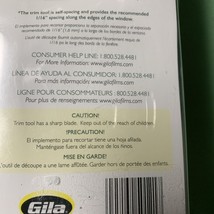 "The trim tool is self-spacing and provides the recommended
1/16" spacing along the edges of the window.
CONSUMER HELP LINE: 1.800.528.4481
For More Information: www.gilafilms.com
LINEA DE AYUDA AL CONSUMIDOR: 1.800.528.4481
Para más información: www.gilafilms.com
LIGNE POUR CONSOMMATEURS: 800.528.4481
Pour plus de renseignements: www.gilafilms.com
CAUTION!
Trim tool has a sharp blade. Keep out of the reach of children.
¡PRECAUCIÓN!
El implemento para recortar tiene una hoja afilada.
Manténgase fuera del alcance de los niños.
MISE EN GARDE!
L'outil de découpe a une lame affûtée. Garder hors de portée des enfants.
Gila